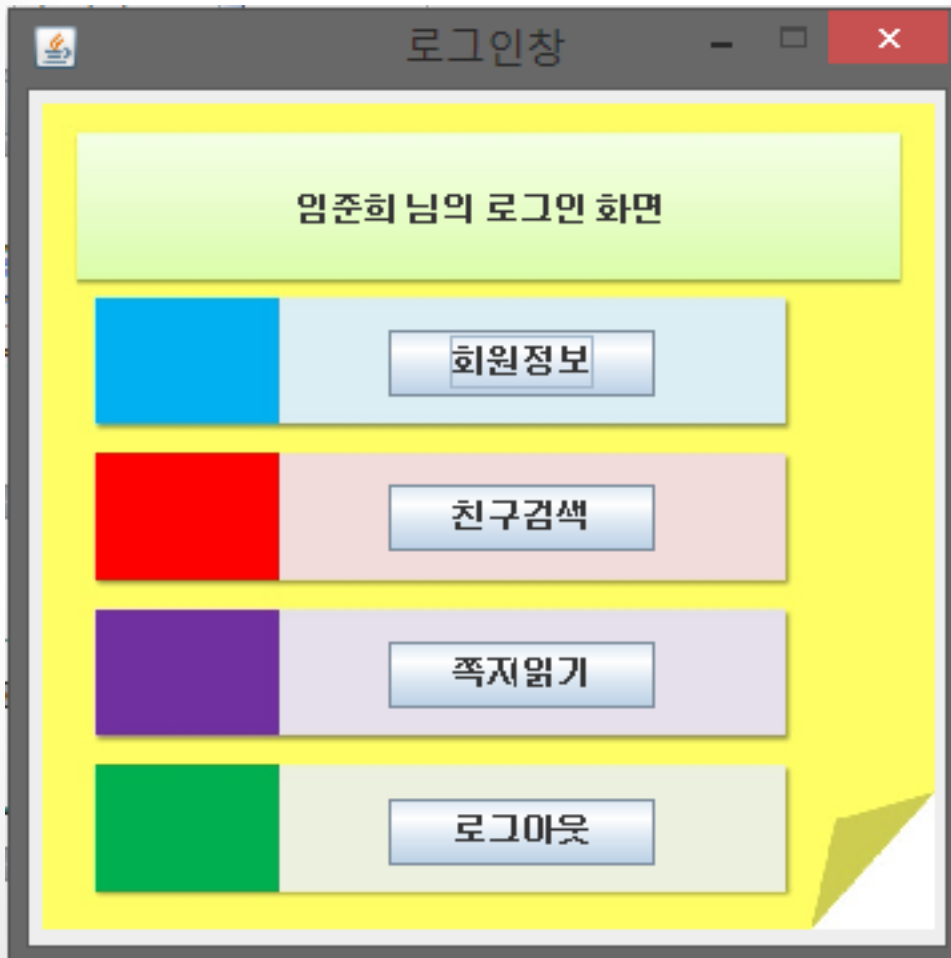 로그인창
임준희 님의 로그인 화면
회원정보
친구검색
쪽지읽기
로그아웃